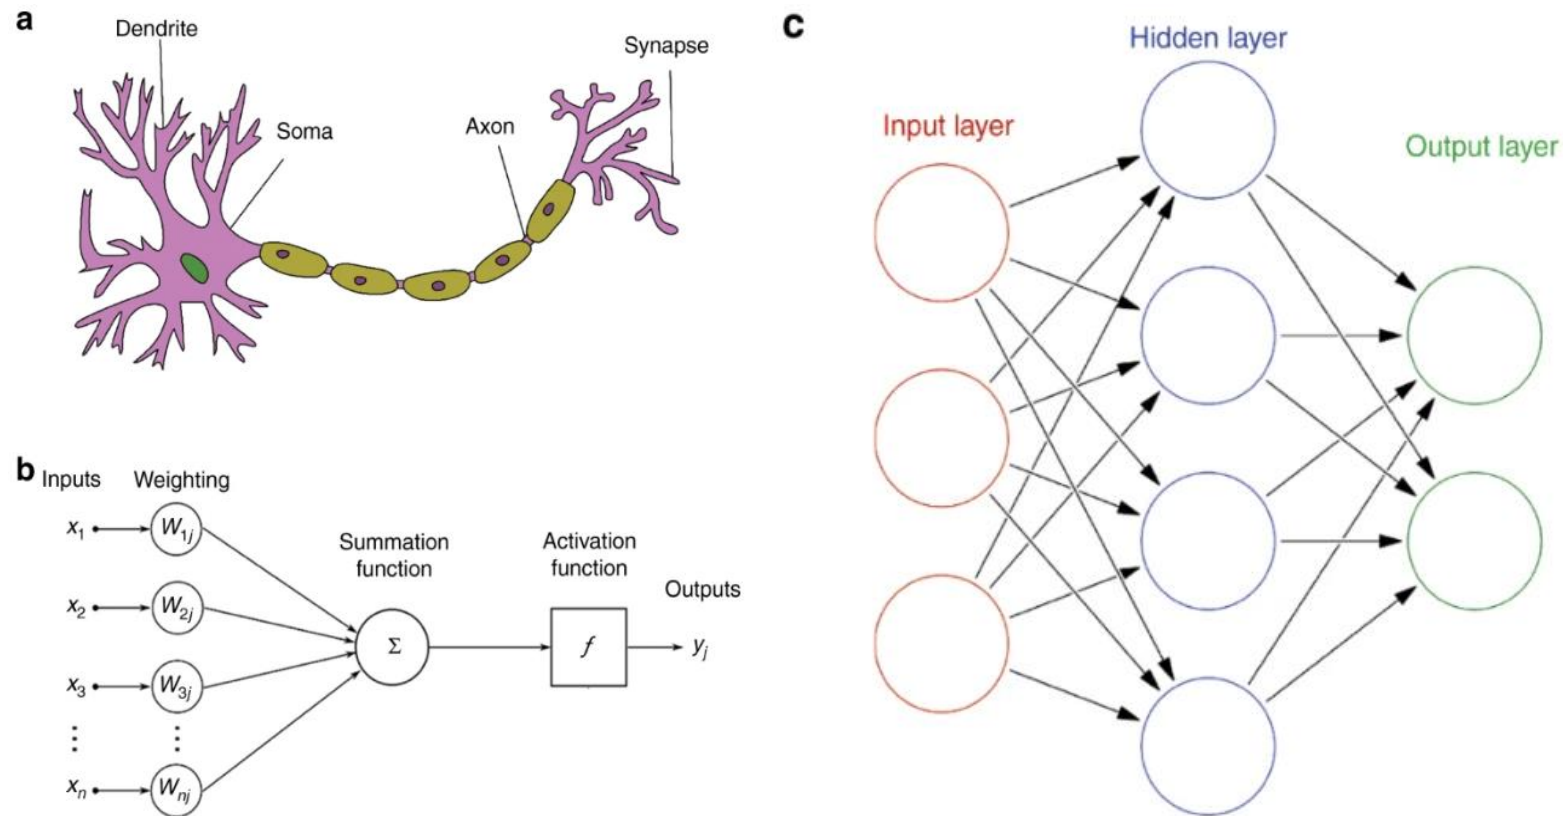 a
Dendrite
Synapse
Soma
Axon
b
Inputs
Weighting
x1
W1j
x2
W2j
x3
W3j
⋮
⋮
xn
Wnj
Summation
function
Σ
Activation
function
f
Outputs
yj
c
Hidden layer
Input layer
Output layer